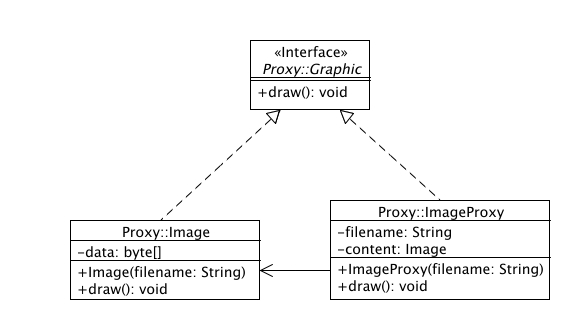 «Interface»
Proxy::Graphic
+draw(): void
Proxy::Image
-data: byte[]
+Image(filename: String)
+draw(): void
Proxy::ImageProxy
-filename: String
-content: Image
+ImageProxy(filename: String)
+draw(): void